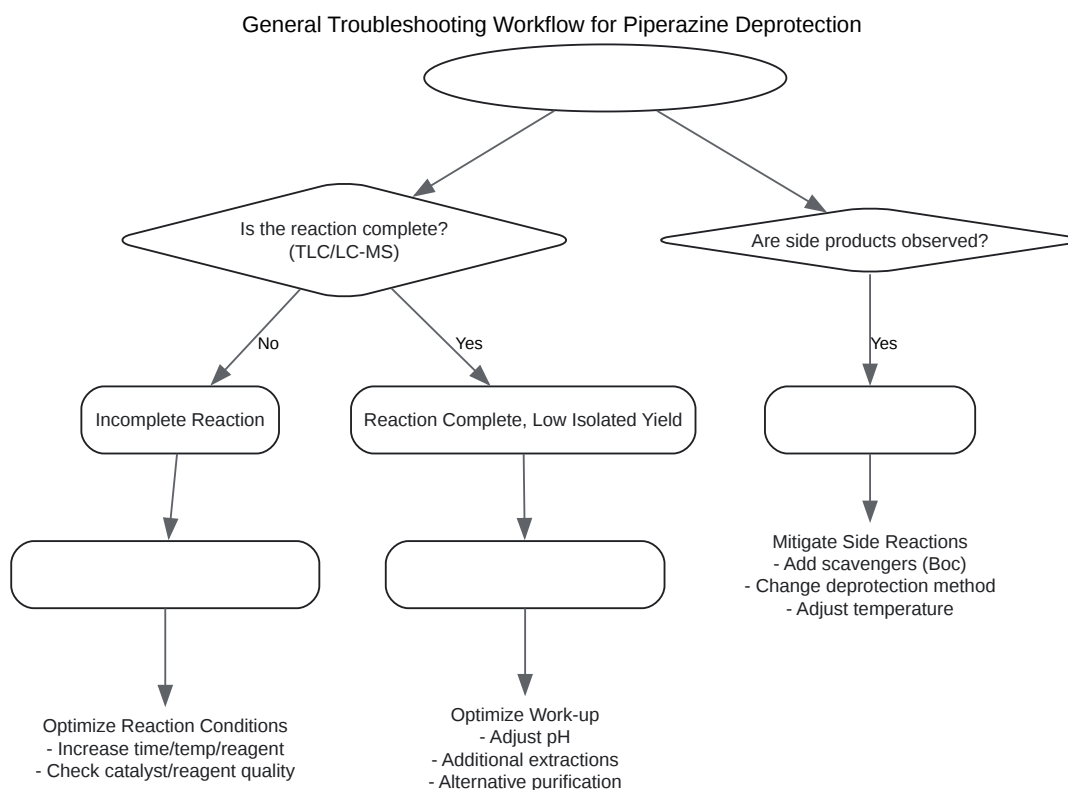 General Troubleshooting Workflow for Piperazine Deprotection
Is the reaction complete?
(TLC/LC-MS)
Are side products observed?
No
Yes
Yes
Incomplete Reaction
Reaction Complete, Low Isolated Yield
Mitigate Side Reactions
- Add scavengers (Boc)
- Change deprotection method
- Adjust temperature
Optimize Reaction Conditions
- Increase time/temp/reagent
- Check catalyst/reagent quality
Optimize Work-up
- Adjust pH
- Additional extractions
- Alternative purification